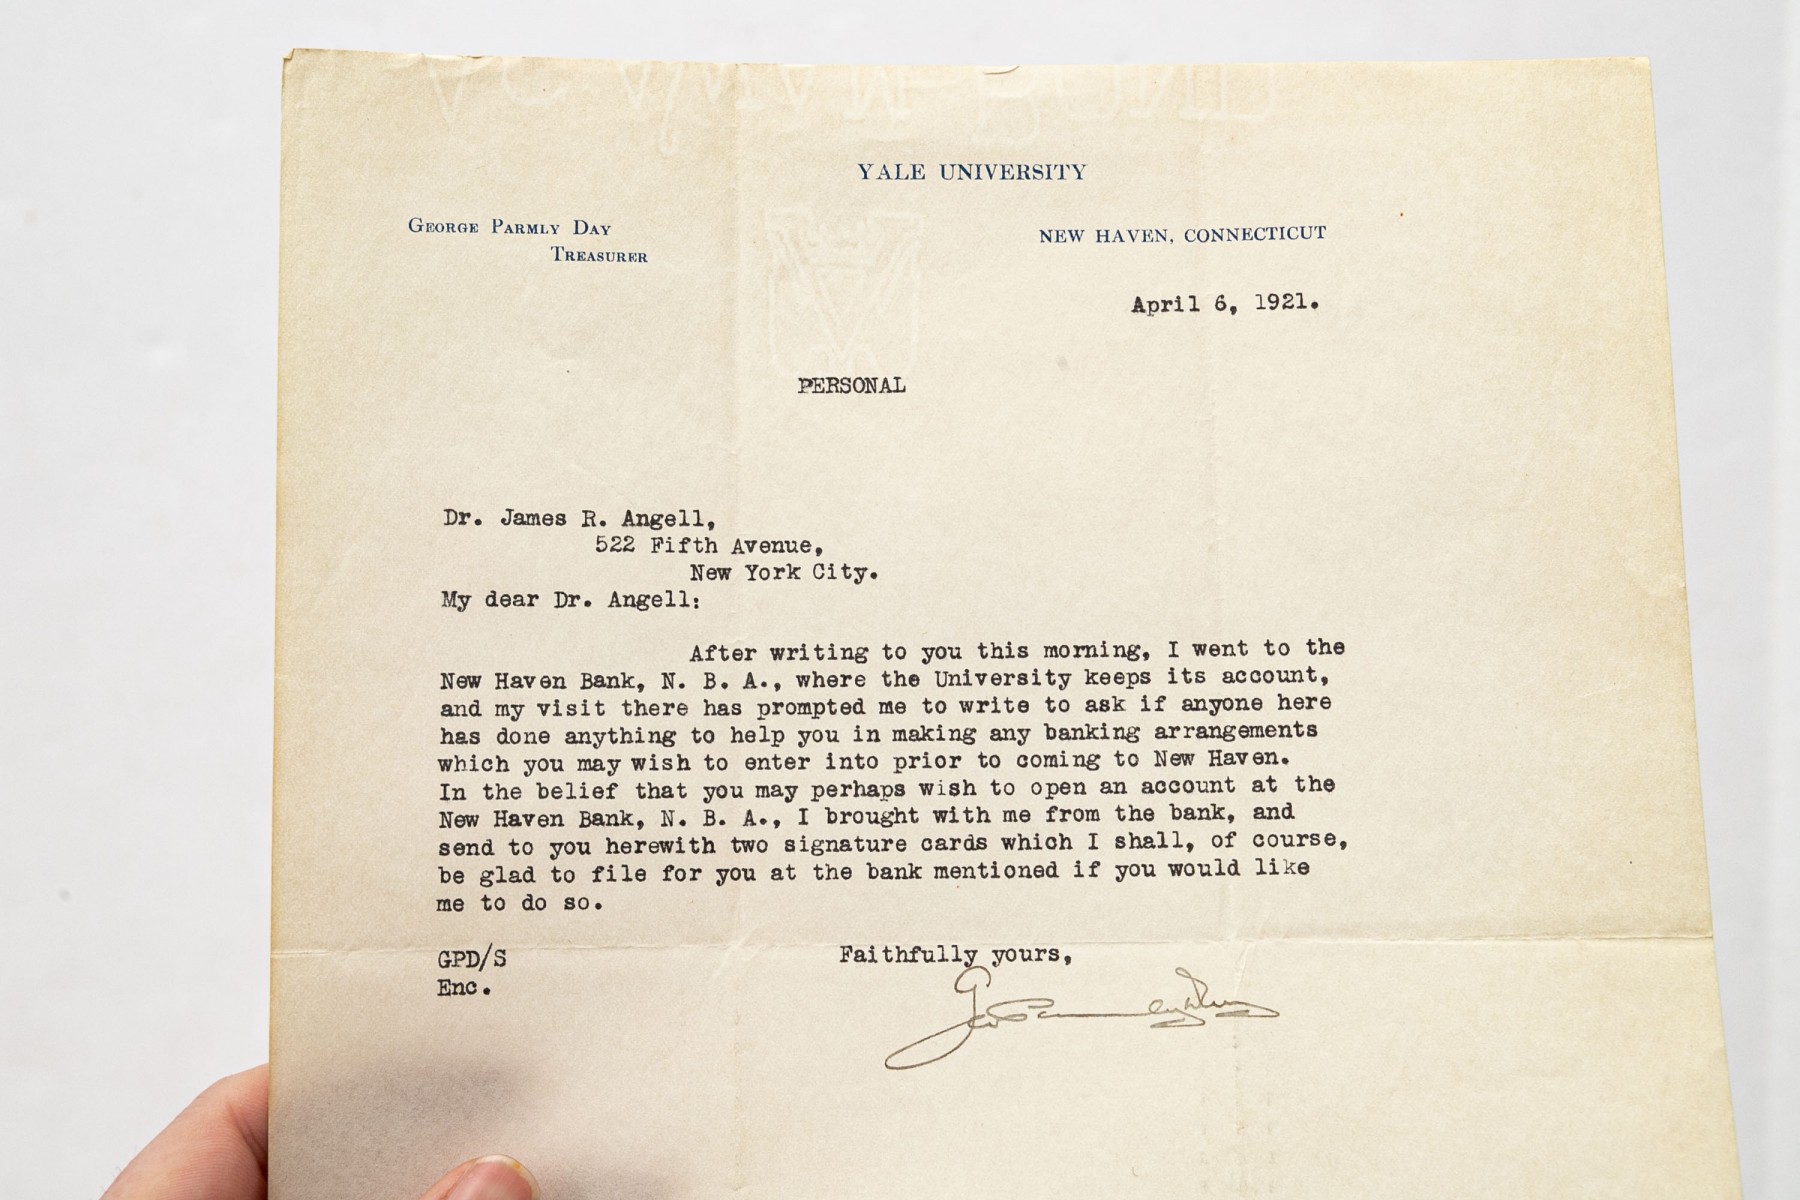 YALE UNIVERSITY
GEORGE PARMLY DAY
TREASURER
NEW HAVEN, CONNECTICUT
April 6, 1921.
PERSONAL
Dr. James R. Angell,
522 Fifth Avenue,
New York City.
My dear Dr. Angell:
After writing to you this morning, I went to the
New Haven Bank, N. B. A., where the University keeps its account,
and my visit there has prompted me to write to ask if anyone here
has done anything to help you in making any banking arrangements
which you may wish to enter into prior to coming to New Haven.
In the belief that you may perhaps wish to open an account at the
New Haven Bank, N. B. A., I brought with me from the bank, and
send to you herewith two signature cards which I shall, of course,
be glad to file for you at the bank mentioned if you would like
me to do so.
GPD/S
Faithfully yours,
Enc.
Geo Parmly Day